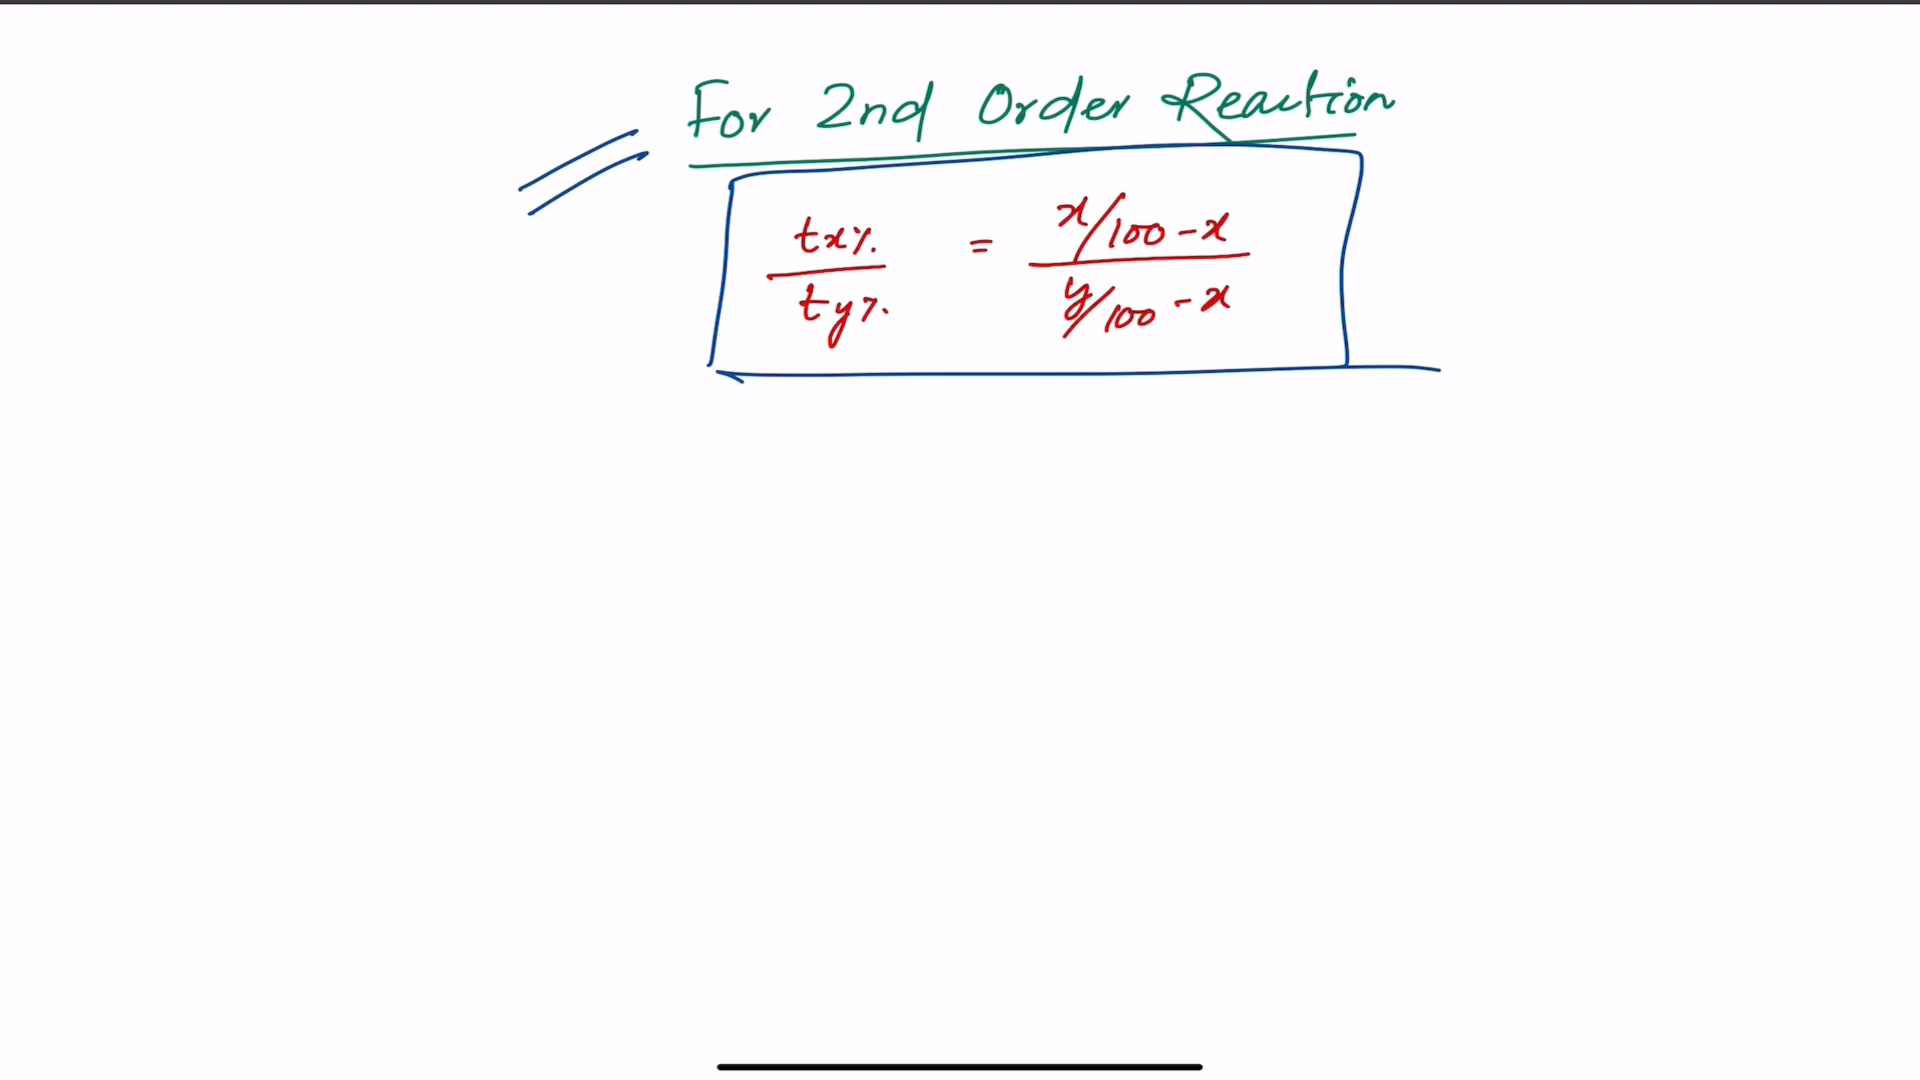 For 2nd Order Reaction
tx% / ty% = x/100-x / y/100-x